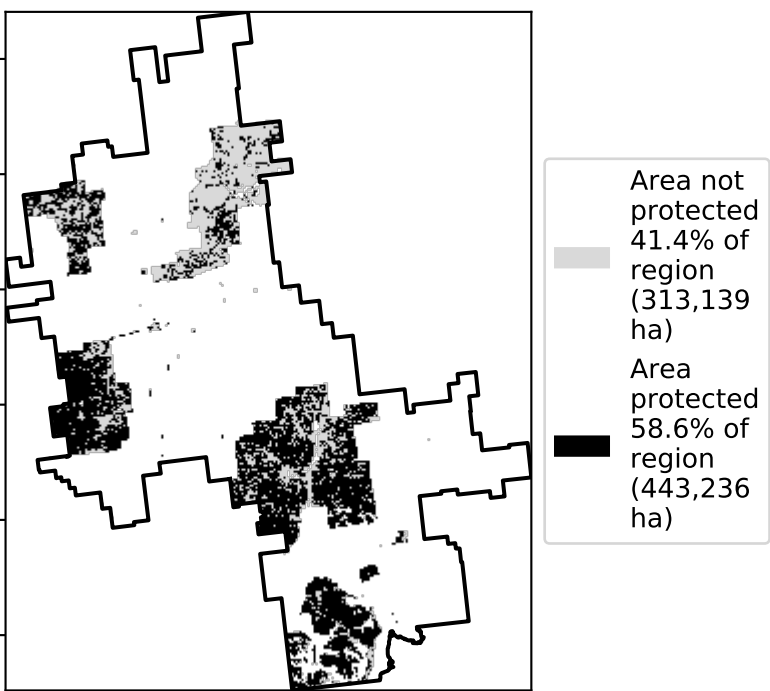 Area not
protected
41.4% of
region
(313,139
ha)
Area
protected
58.6% of
region
(443,236
ha)